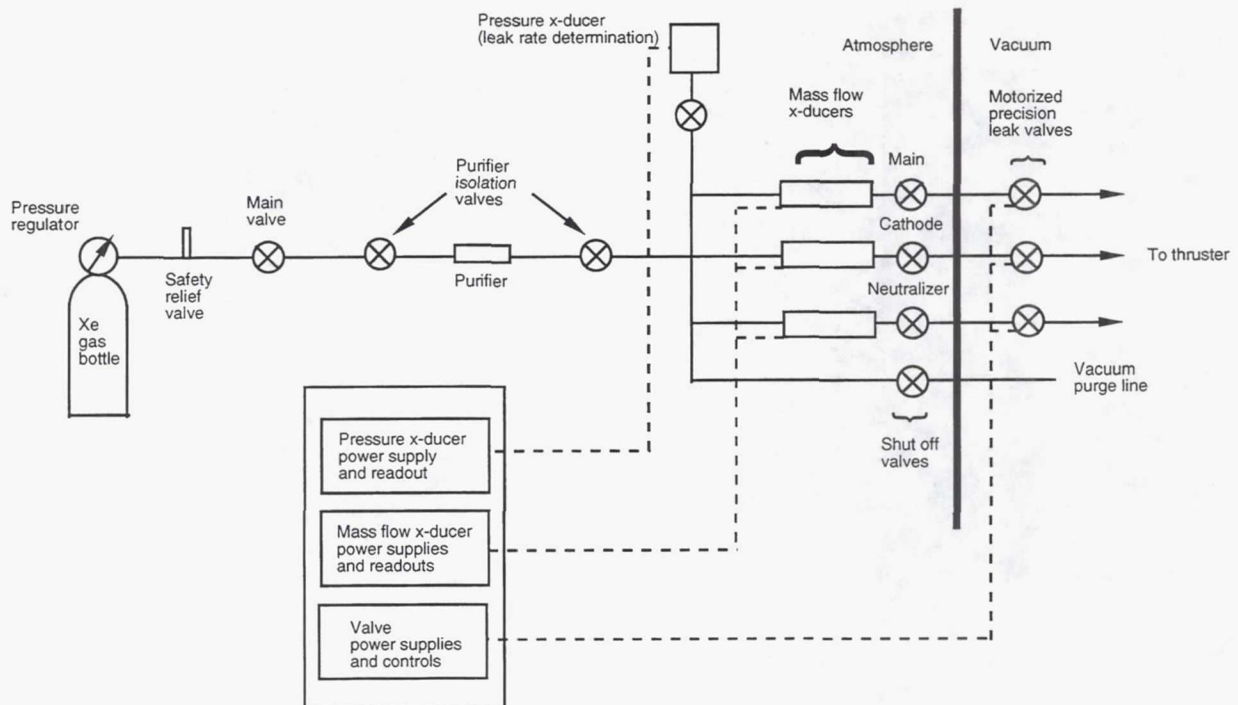 Pressure x-ducer
(leak rate determination)
Atmosphere
Vacuum
Mass flow
x-ducers
Motorized
precision
leak valves
Main
Purifier
isolation
valves
Pressure
regulator
Main
valve
Cathode
To thruster
Safety
relief
valve
Purifier
Neutralizer
Xe
gas
bottle
Vacuum
purge line
Shut off
valves
Pressure x-ducer
power supply
and readout
Mass flow x-ducer
power supplies
and readouts
Valve
power supplies
and controls